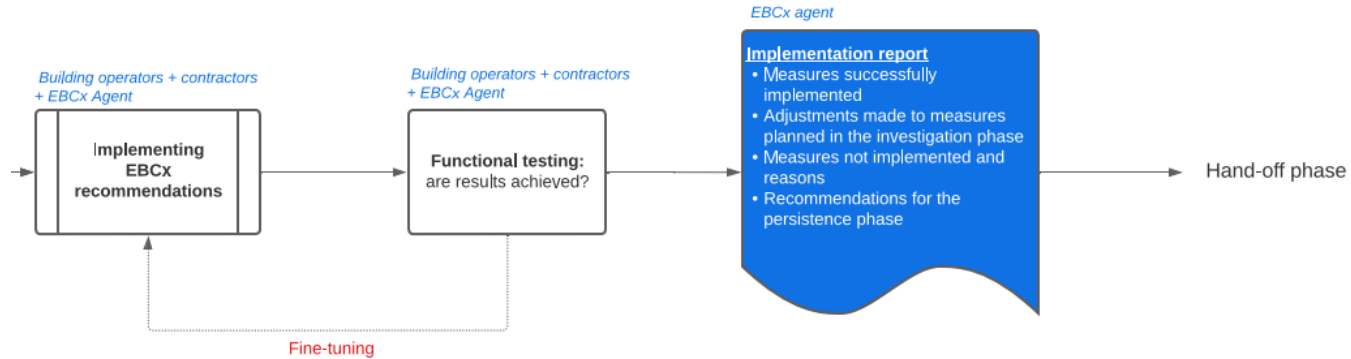 Building operators + contractors
+ EBCx Agent
Implementing
EBCx
recommendations
Building operators + contractors
+ EBCx Agent
Functional testing:
are results achieved?
Fine-tuning
EBCx agent
Implementation report
• Measures successfully
implemented
• Adjustments made to measures
planned in the investigation phase
• Measures not implemented and
reasons
• Recommendations for the
persistence phase
Hand-off phase